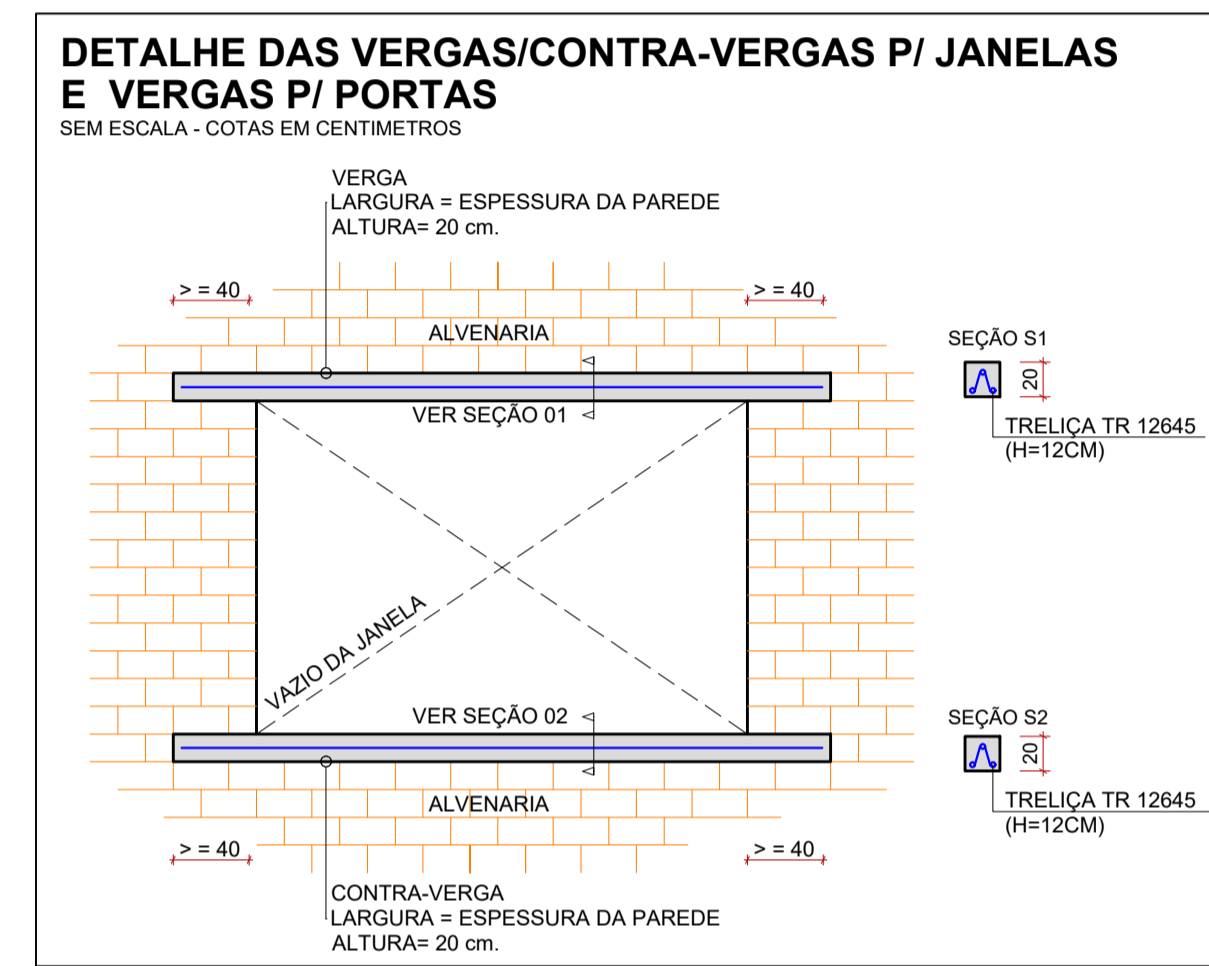 DETALHE DAS VERGAS/CONTRA-VERGAS P/ JANELAS
E VERGAS P/ PORTAS
SEM ESCALA - COTAS EM CENTIMETROS
VERGA
LARGURA = ESPESSURA DA PAREDE
ALTURA= 20 cm.
> = 40
> = 40
ALVENARIA
VER SEÇÃO 01
SEÇÃO S1
20
TRELIÇA TR 12645
(H=12CM)
VAZIO DA JANELA
VER SEÇÃO 02
SEÇÃO S2
20
TRELIÇA TR 12645
(H=12CM)
ALVENARIA
> = 40
> = 40
CONTRA-VERGA
LARGURA = ESPESSURA DA PAREDE
ALTURA= 20 cm.